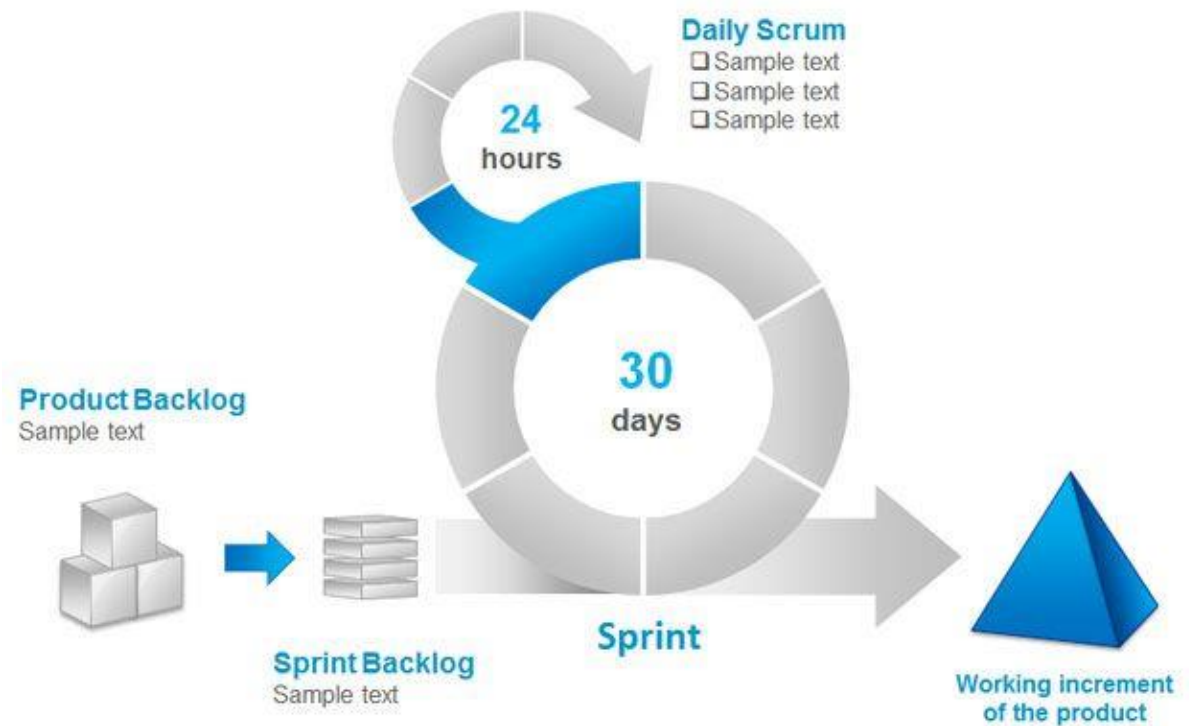 Daily Scrum
❑ Sample text
❑ Sample text
❑ Sample text
24
hours
30
days
Product Backlog
Sample text
Sprint Backlog
Sample text
Sprint
Working increment
of the product